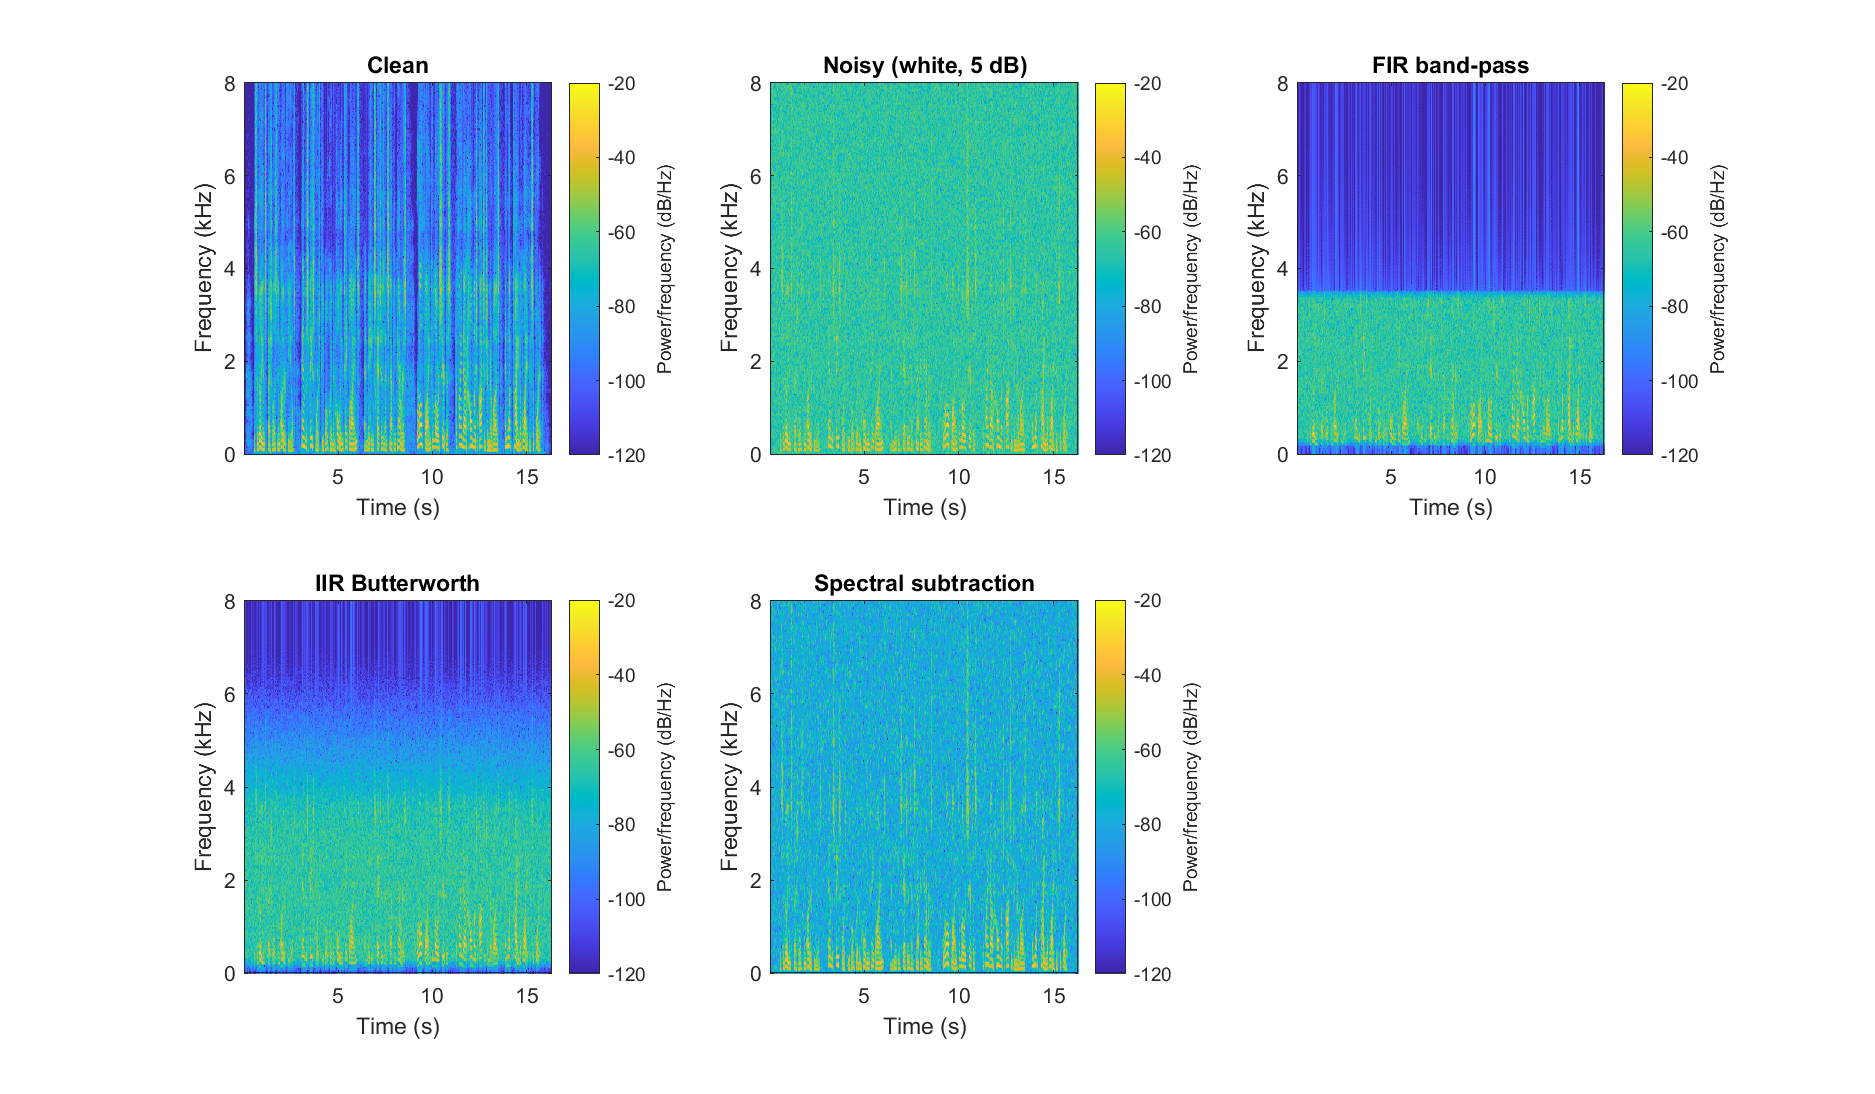 Clean
8
6
4
2
0
5 10 15
Time (s)
Frequency (kHz)
-20
-40
-60
-80
-100
-120
Power/frequency (dB/Hz)
Noisy (white, 5 dB)
8
6
4
2
0
5 10 15
Time (s)
Frequency (kHz)
-20
-40
-60
-80
-100
-120
Power/frequency (dB/Hz)
FIR band-pass
8
6
4
2
0
5 10 15
Time (s)
Frequency (kHz)
-20
-40
-60
-80
-100
-120
Power/frequency (dB/Hz)
IIR Butterworth
8
6
4
2
0
5 10 15
Time (s)
Frequency (kHz)
-20
-40
-60
-80
-100
-120
Power/frequency (dB/Hz)
Spectral subtraction
8
6
4
2
0
5 10 15
Time (s)
Frequency (kHz)
-20
-40
-60
-80
-100
-120
Power/frequency (dB/Hz)